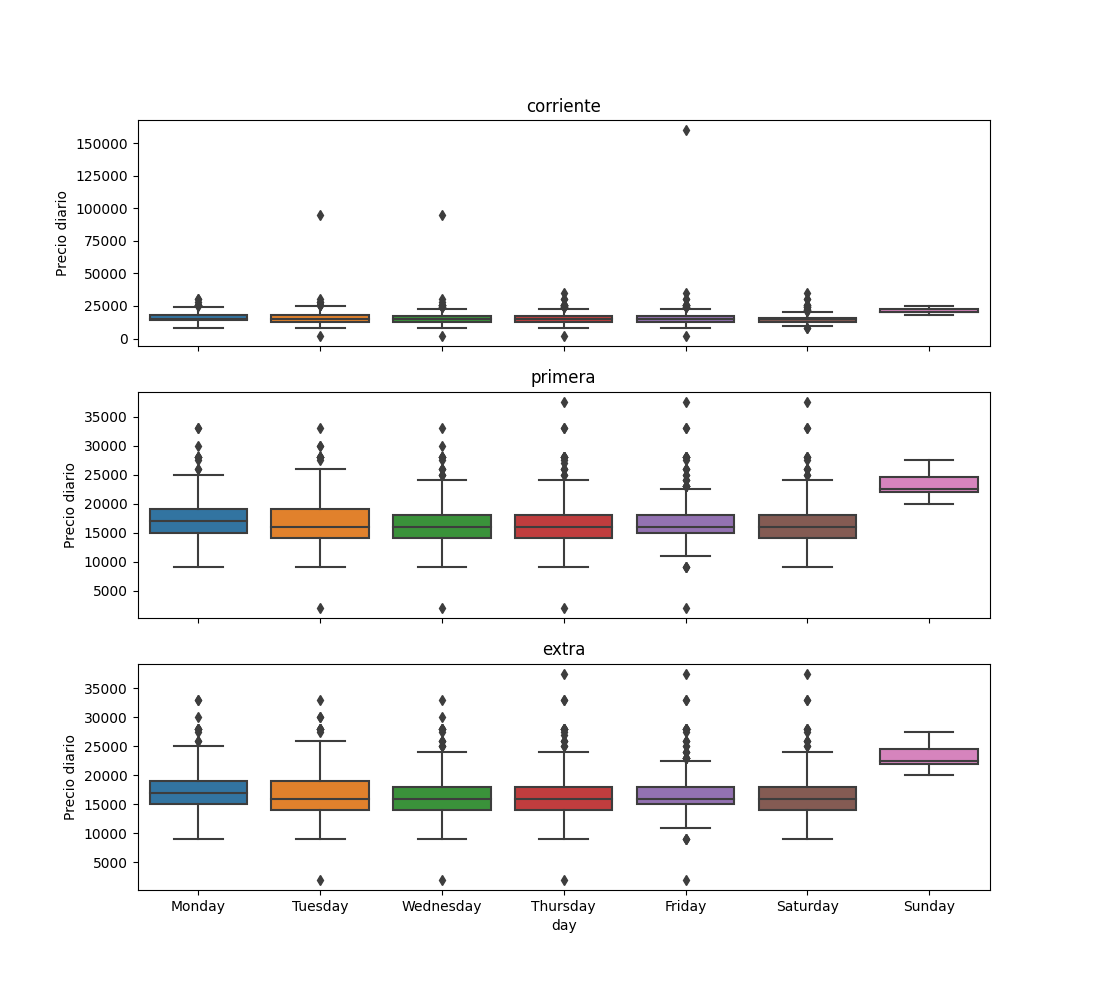 corriente
Precio diario
150000
125000
100000
75000
50000
25000
0
primera
Precio diario
35000
30000
25000
20000
15000
10000
5000
extra
Precio diario
35000
30000
25000
20000
15000
10000
5000
Monday Tuesday Wednesday Thursday Friday Saturday Sunday
day